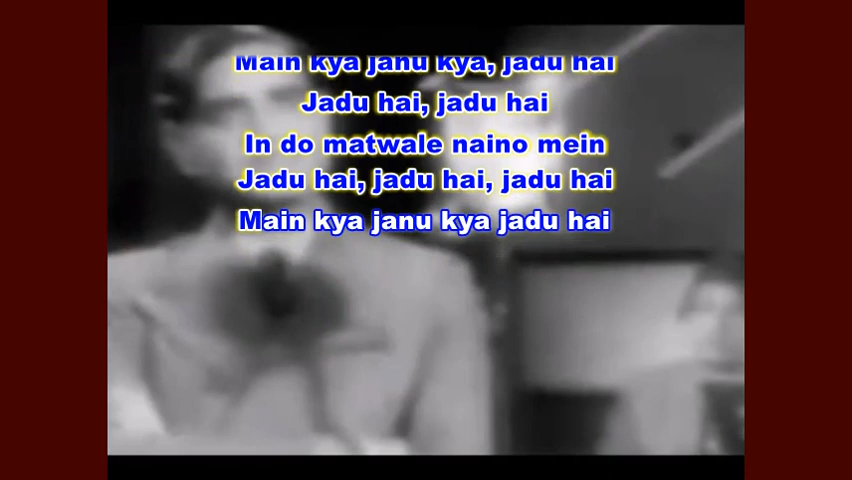 Main kya janu kya, jadu hai
Jadu hai, jadu hai
In do matwale naino mein
Jadu hai, jadu hai, jadu hai
Main kya janu kya jadu hai